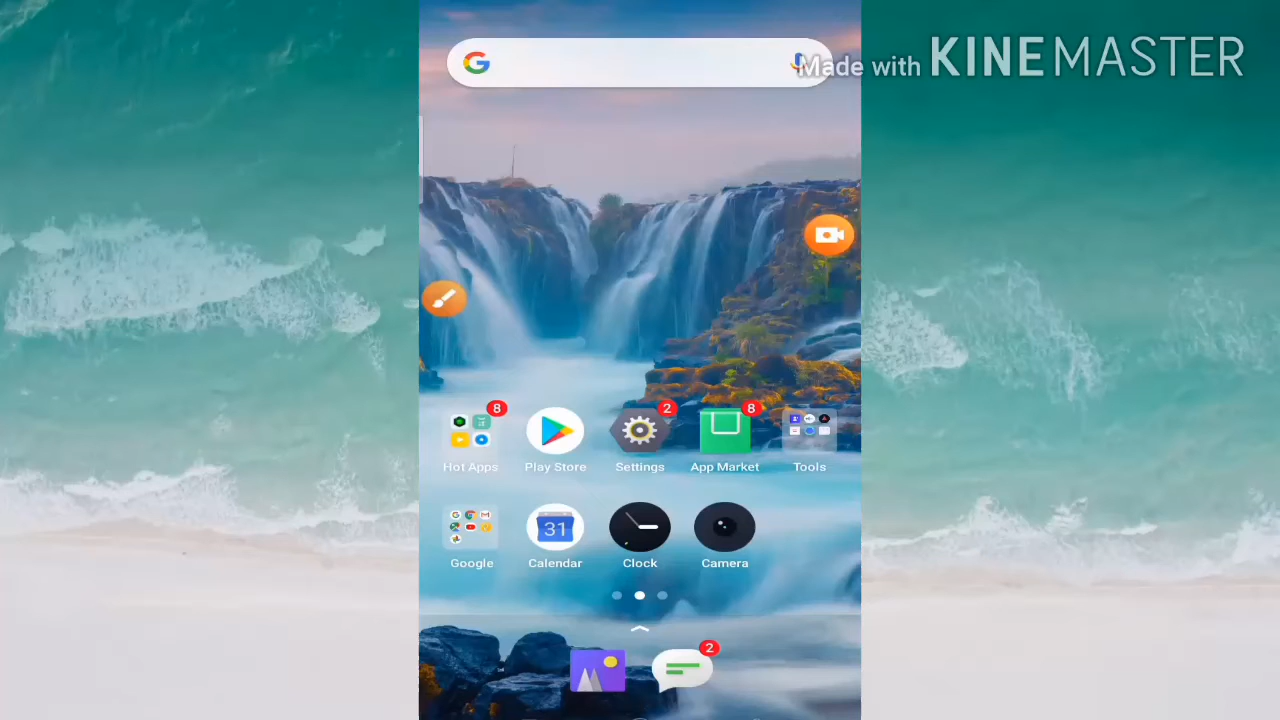 Made with KINEMASTER
8
2
8
Hot Apps
Play Store
Settings
App Market
Tools
31
Google
Calendar
Clock
Camera
2